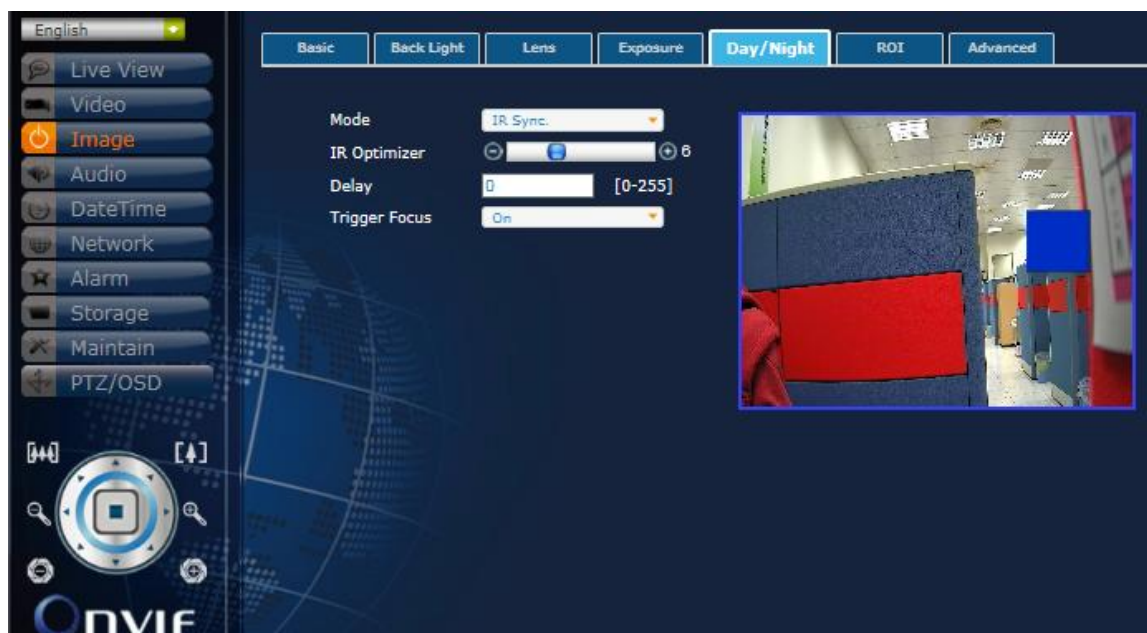 English
Live View
Video
Image
Audio
DateTime
Network
Alarm
Storage
Maintain
PTZ/OSD
Onvif
Basic
Back Light
Lens
Exposure
Day/Night
ROI
Advanced
Mode
IR Sync.
IR Optimizer
6
Delay
0
[0-255]
Trigger Focus
On